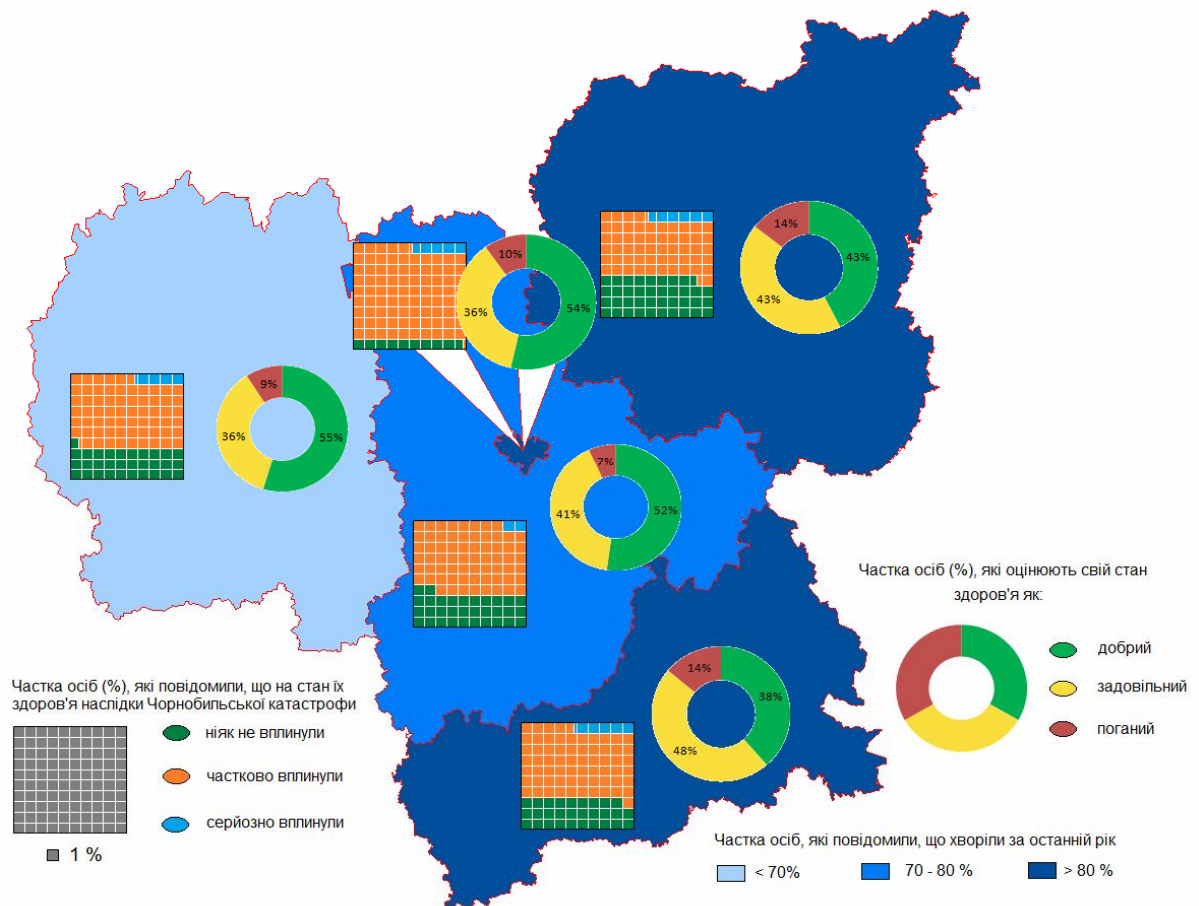 14%
43%
43%
10%
54%
36%
9%
55%
36%
7%
52%
41%
14%
38%
48%
Частка осіб (%), які оцінюють свій стан
здоров'я як:
добрий
задовільний
поганий
Частка осіб (%), які повідомили, що на стан їх
здоров'я наслідки Чорнобильської катастрофи
ніяк не вплинули
частково вплинули
серйозно вплинули
1 %
Частка осіб, які повідомили, що хворіли за останній рік
< 70% 70 - 80 % > 80 %